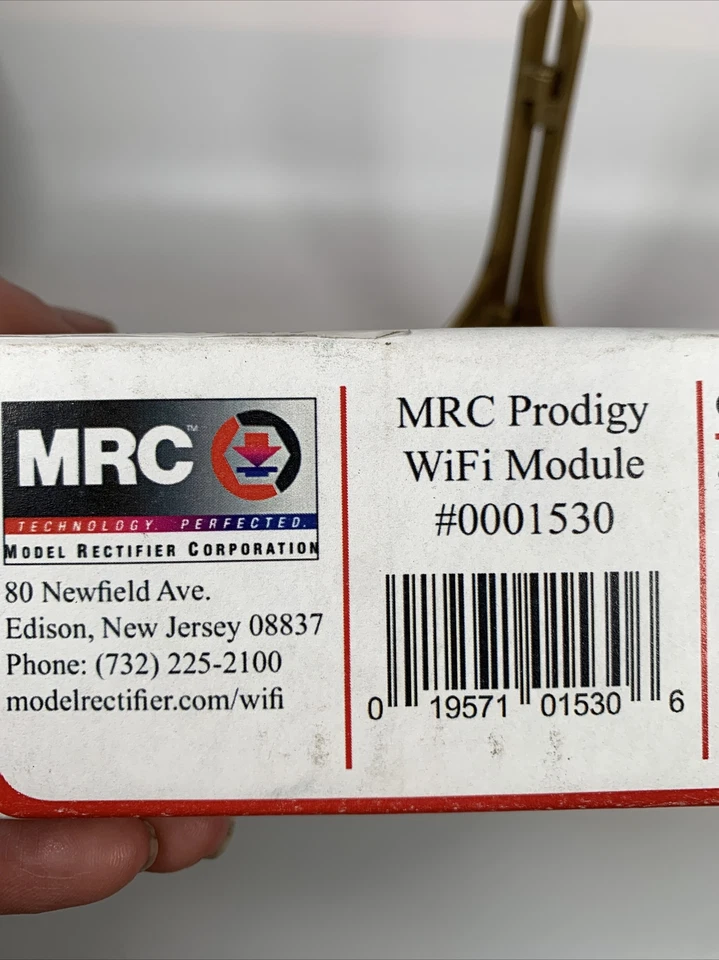 MRC™
TECHNOLOGY. PERFECTED.
MODEL RECTIFIER CORPORATION
80 Newfield Ave.
Edison, New Jersey 08837
Phone: (732) 225-2100
modelrectifier.com/wifi
MRC Prodigy
WiFi Module
#0001530
0 19571 01530 6